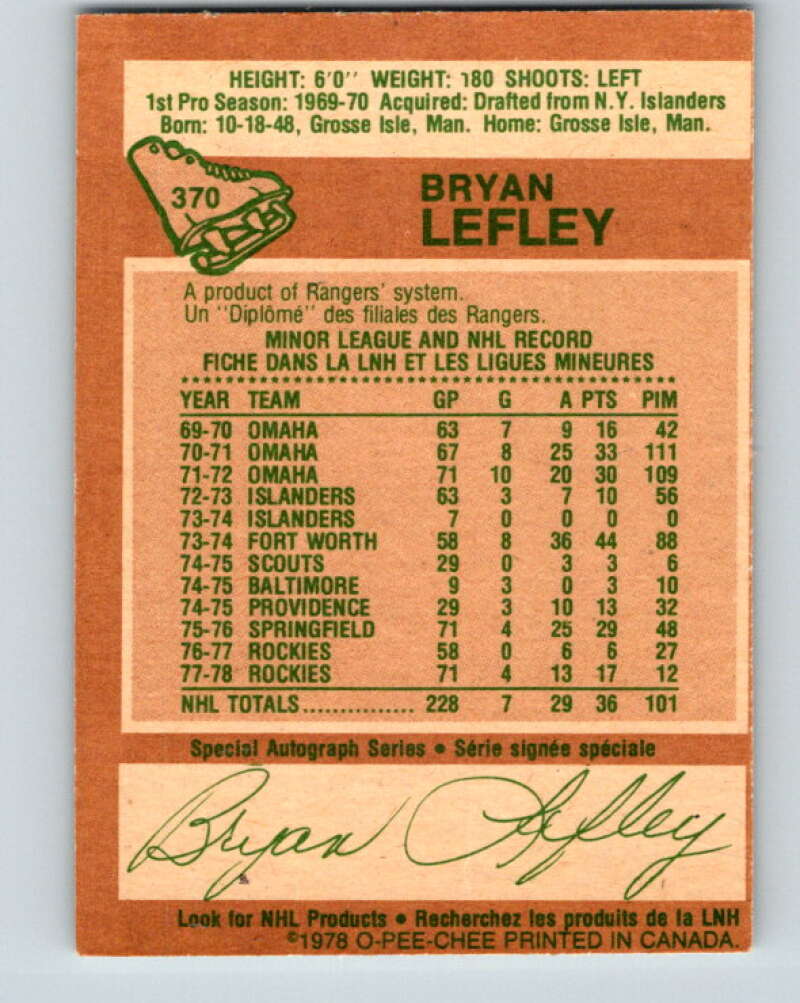 HEIGHT: 6'0'' WEIGHT: 180 SHOOTS: LEFT
1st Pro Season: 1969-70 Acquired: Drafted from N.Y. Islanders
Born: 10-18-48, Grosse Isle, Man. Home: Grosse Isle, Man.
370
BRYAN
LEFLEY
A product of Rangers' system.
Un ''Diplômé'' des filiales des Rangers.
MINOR LEAGUE AND NHL RECORD
FICHE DANS LA LNH ET LES LIGUES MINEURES
YEAR TEAM GP G A PTS PIM
69-70 OMAHA 63 7 9 16 42
70-71 OMAHA 67 8 25 33 111
71-72 OMAHA 71 10 20 30 109
72-73 ISLANDERS 63 3 7 10 56
73-74 ISLANDERS 7 0 0 0 0
73-74 FORT WORTH 58 8 36 44 88
74-75 SCOUTS 29 0 3 3 6
74-75 BALTIMORE 9 3 0 3 10
74-75 PROVIDENCE 29 3 10 13 32
75-76 SPRINGFIELD 71 4 25 29 48
76-77 ROCKIES 58 0 6 6 27
77-78 ROCKIES 71 4 13 17 12
NHL TOTALS............... 228 7 29 36 101
Special Autograph Series • Série signée spéciale
Bryan Lefley
Look for NHL Products • Recherchez les produits de la LNH
©1978 O-PEE-CHEE PRINTED IN CANADA.